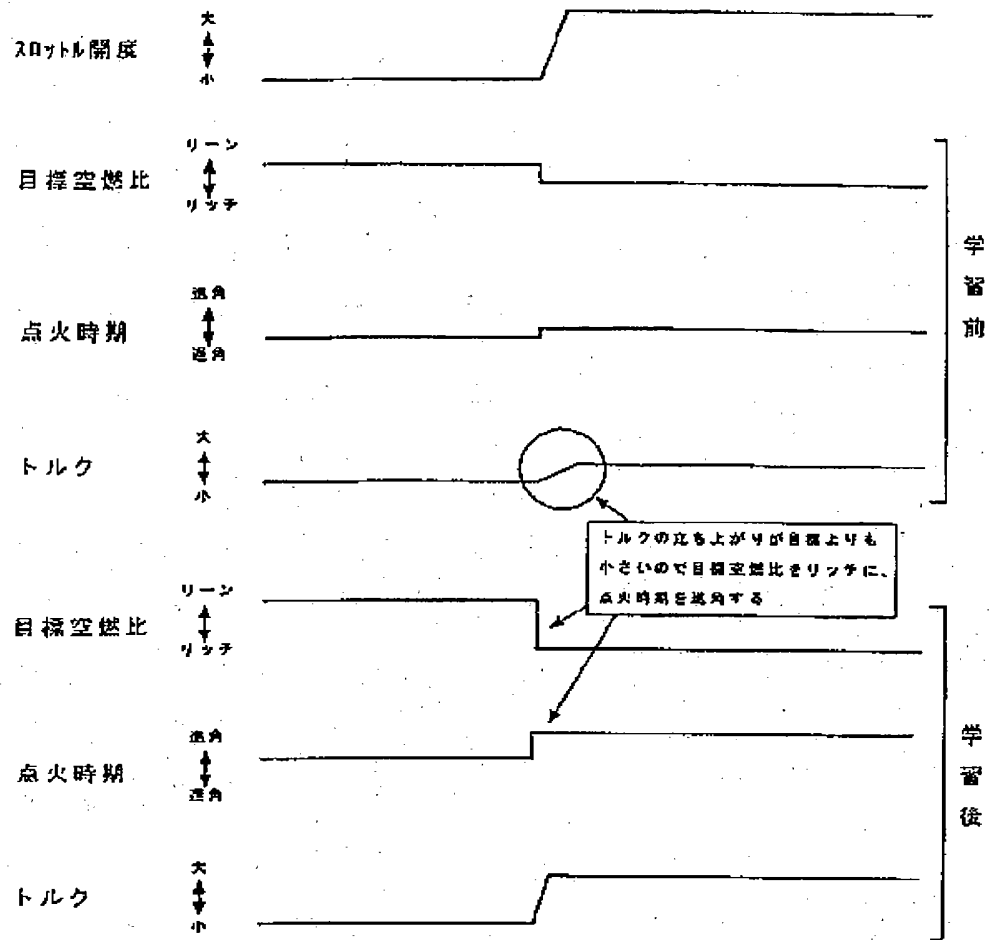 大
スロットル開度
小
リーン
目標空燃比
リッチ
進角
点火時期
遅角
大
トルク
小
学習前
トルクの立ち上がりが目標よりも
小さいので目標空燃比をリッチに、
点火時期を進角する
リーン
目標空燃比
リッチ
進角
点火時期
遅角
大
トルク
小
学習後